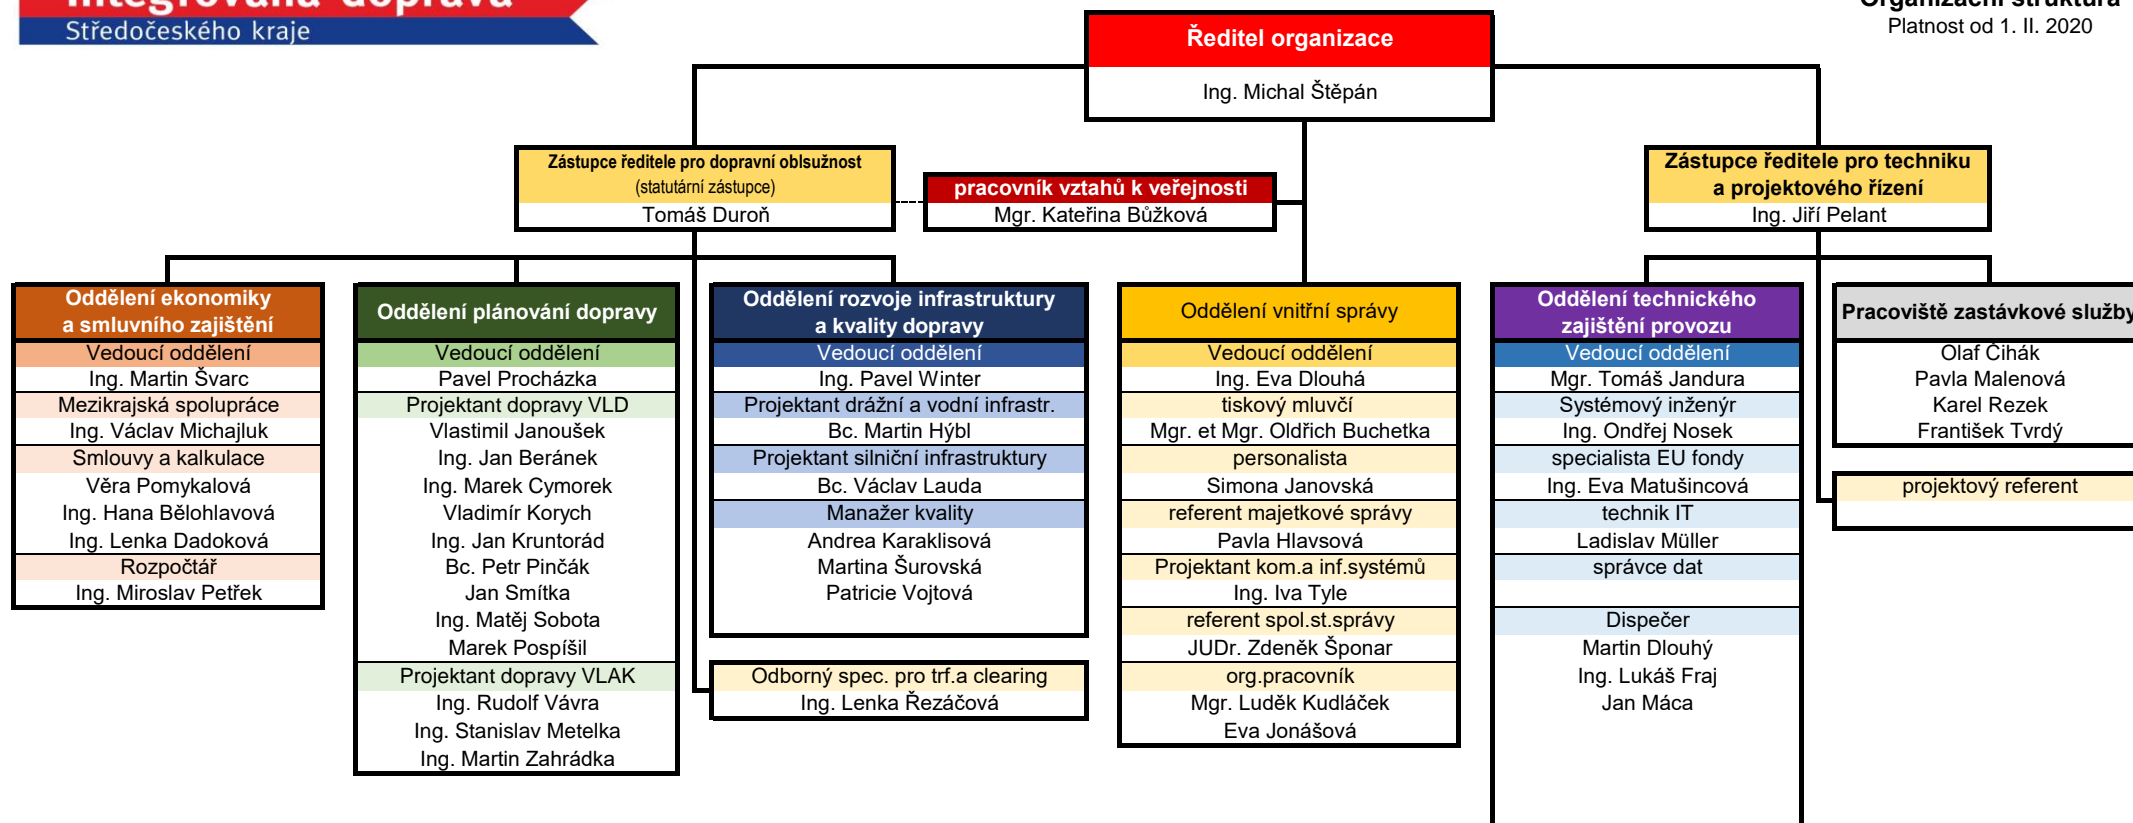 Integrovaná doprava
Středočeského kraje
Organizační struktura
Platnost od 1. II. 2020
Ředitel organizace
Ing. Michal Štěpán
Zástupce ředitele pro dopravní oblsužnost
(statutární zástupce)
Tomáš Duroň
pracovník vztahů k veřejnosti
Mgr. Kateřina Bůžková
Zástupce ředitele pro techniku
a projektového řízení
Ing. Jiří Pelant
Oddělení ekonomiky
a smluvního zajištění
Vedoucí oddělení
Ing. Martin Švarc
Mezikrajská spolupráce
Ing. Václav Michajluk
Smlouvy a kalkulace
Věra Pomykalová
Ing. Hana Bělohlavová
Ing. Lenka Dadoková
Rozpočtář
Ing. Miroslav Petřek
Oddělení plánování dopravy
Vedoucí oddělení
Pavel Procházka
Projektant dopravy VLD
Vlastimil Janoušek
Ing. Jan Beránek
Ing. Marek Cymorek
Vladimír Korych
Ing. Jan Kruntorád
Bc. Petr Pinčák
Jan Smítka
Ing. Matěj Sobota
Marek Pospíšil
Projektant dopravy VLAK
Ing. Rudolf Vávra
Ing. Stanislav Metelka
Ing. Martin Zahrádka
Oddělení rozvoje infrastruktury
a kvality dopravy
Vedoucí oddělení
Ing. Pavel Winter
Projektant drážní a vodní infrastr.
Bc. Martin Hýbl
Projektant silniční infrastruktury
Bc. Václav Lauda
Manažer kvality
Andrea Karaklisová
Martina Šurovská
Patricie Vojtová
Odborný spec. pro trf.a clearing
Ing. Lenka Řezáčová
Oddělení vnitřní správy
Vedoucí oddělení
Ing. Eva Dlouhá
tiskový mluvčí
Mgr. et Mgr. Oldřich Buchetka
personalista
Simona Janovská
referent majetkové správy
Pavla Hlavsová
Projektant kom.a inf.systémů
Ing. Iva Tyle
referent spol.st.správy
JUDr. Zdeněk Šponar
org.pracovník
Mgr. Luděk Kudláček
Eva Jonášová
Oddělení technického
zajištění provozu
Vedoucí oddělení
Mgr. Tomáš Jandura
Systémový inženýr
Ing. Ondřej Nosek
specialista EU fondy
Ing. Eva Matušincová
technik IT
Ladislav Müller
správce dat
Dispečer
Martin Dlouhý
Ing. Lukáš Fraj
Jan Máca
Pracoviště zastávkové služby
Olaf Čihák
Pavla Malenová
Karel Rezek
František Tvrdý
projektový referent